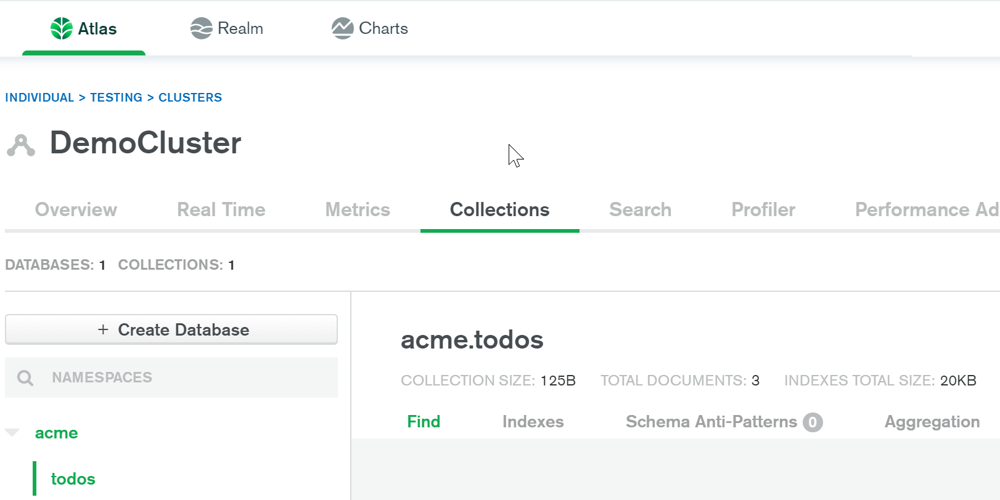 Atlas Realm Charts
INDIVIDUAL > TESTING > CLUSTERS
DemoCluster
Overview Real Time Metrics Collections Search Profiler Performance Ad
DATABASES: 1 COLLECTIONS: 1
+ Create Database
NAMESPACES
acme
todos
acme.todos
COLLECTION SIZE: 125B TOTAL DOCUMENTS: 3 INDEXES TOTAL SIZE: 20KB
Find Indexes Schema Anti-Patterns 0 Aggregation